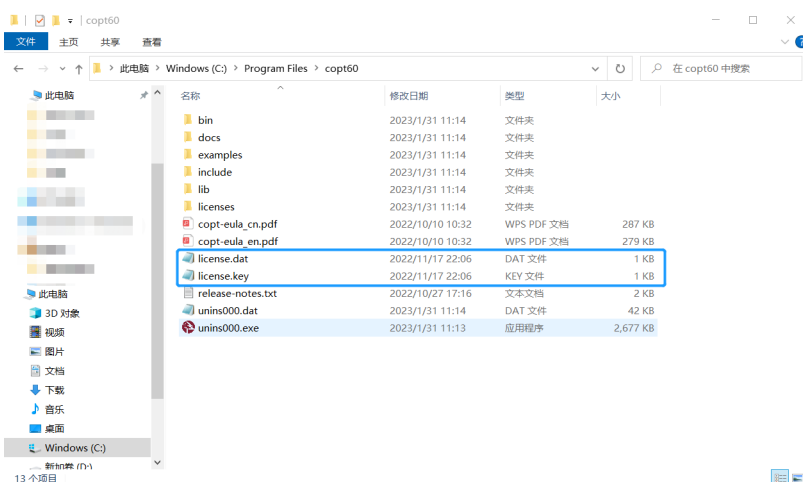 copt60
文件 主页 共享 查看
此电脑 > Windows (C:) > Program Files > copt60
在 copt60 中搜索
此电脑
3D 对象
视频
图片
文档
下载
音乐
桌面
Windows (C:)
新加卷 (D:)
名称 修改日期 类型 大小
bin 2023/1/31 11:14 文件夹
docs 2023/1/31 11:14 文件夹
examples 2023/1/31 11:14 文件夹
include 2023/1/31 11:14 文件夹
lib 2023/1/31 11:14 文件夹
licenses 2023/1/31 11:14 文件夹
copt-eula_cn.pdf 2022/10/10 10:32 WPS PDF 文档 287 KB
copt-eula_en.pdf 2022/10/10 10:32 WPS PDF 文档 279 KB
license.dat 2022/11/17 22:06 DAT 文件 1 KB
license.key 2022/11/17 22:06 KEY 文件 1 KB
release-notes.txt 2022/10/27 17:16 文本文档 2 KB
unins000.dat 2023/1/31 11:14 DAT 文件 42 KB
unins000.exe 2023/1/31 11:13 应用程序 2,677 KB
13 个项目